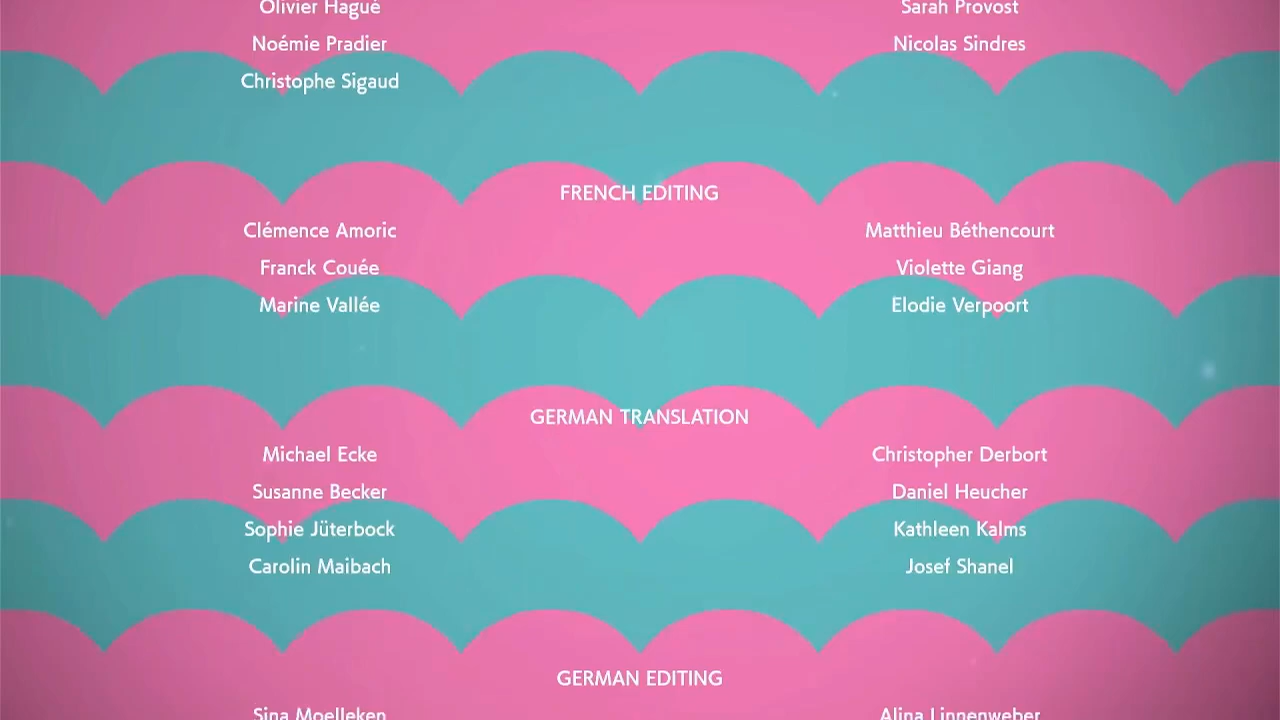 Olivier Hagué Sarah Provost
Noémie Pradier Nicolas Sindres
Christophe Sigaud
FRENCH EDITING
Clémence Amoric Matthieu Béthencourt
Franck Couée Violette Giang
Marine Vallée Elodie Verpoort
GERMAN TRANSLATION
Michael Ecke Christopher Derbort
Susanne Becker Daniel Heucher
Sophie Jüterbock Kathleen Kalms
Carolin Maibach Josef Shanel
GERMAN EDITING
Sina Moelleken Alina Linnenweber